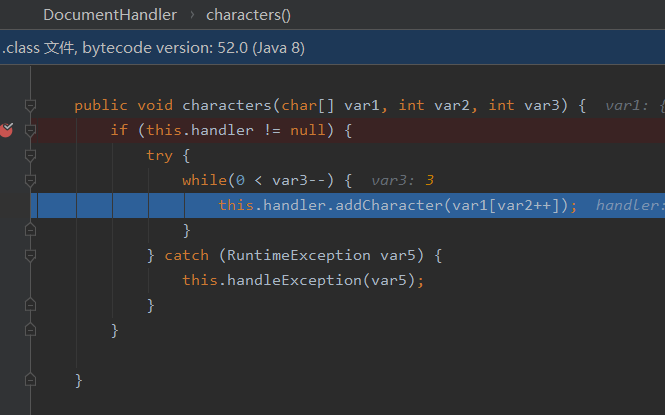 DocumentHandler › characters()
.class 文件, bytecode version: 52.0 (Java 8)
public void characters(char[] var1, int var2, int var3) {  var1: {
if (this.handler != null) {
try {
while(0 < var3--) {  var3: 3
this.handler.addCharacter(var1[var2++]);  handler:
}
} catch (RuntimeException var5) {
this.handleException(var5);
}
}
}